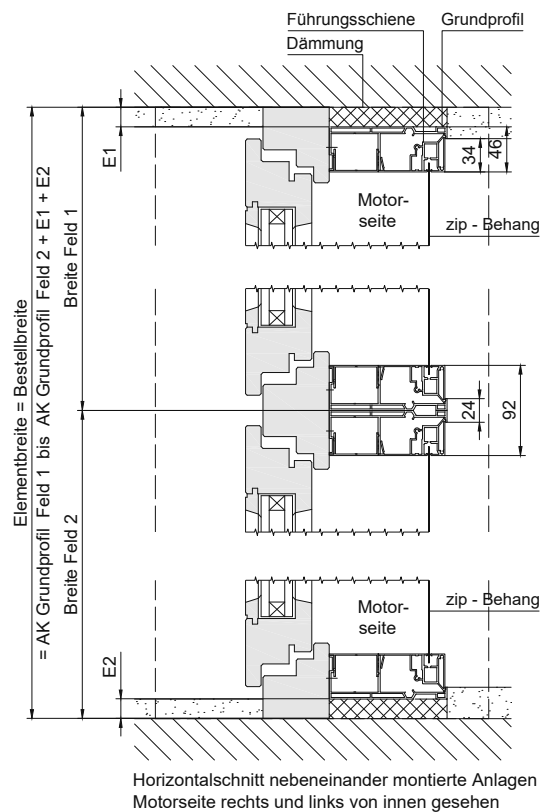 Führungsschiene
Grundprofil
Dämmung
E1
34
46
Motor-
seite
zip - Behang
Elementbreite = Bestellbreite
= AK Grundprofil Feld 1 bis AK Grundprofil Feld 2 + E1 + E2
Breite Feld 1
24
92
Breite Feld 2
Motor-
seite
zip - Behang
E2
Horizontalschnitt nebeneinander montierte Anlagen
Motorseite rechts und links von innen gesehen